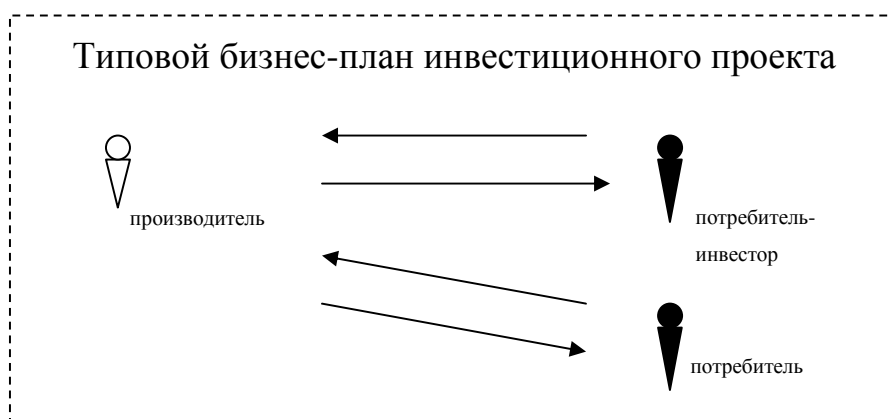 Типовой бизнес-план инвестиционного проекта
производитель
потребитель-
инвестор
потребитель